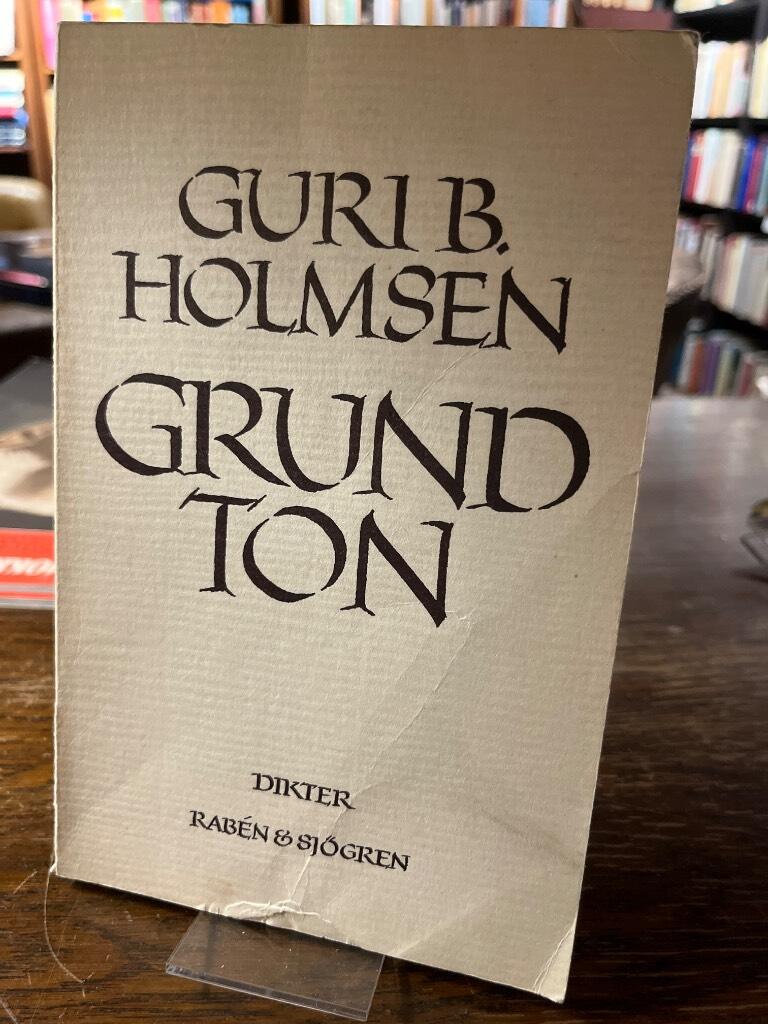 GURI B.
HOLMSEN
GRUND
TON
DIKTER
RABÉN & SJÖGREN